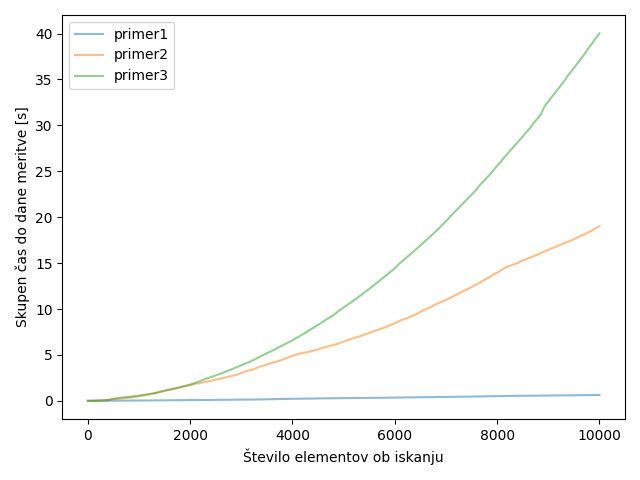 primer1
primer2
primer3
Skupen čas do dane meritve [s]
40
35
30
25
20
15
10
5
0
0 2000 4000 6000 8000 10000
Število elementov ob iskanju